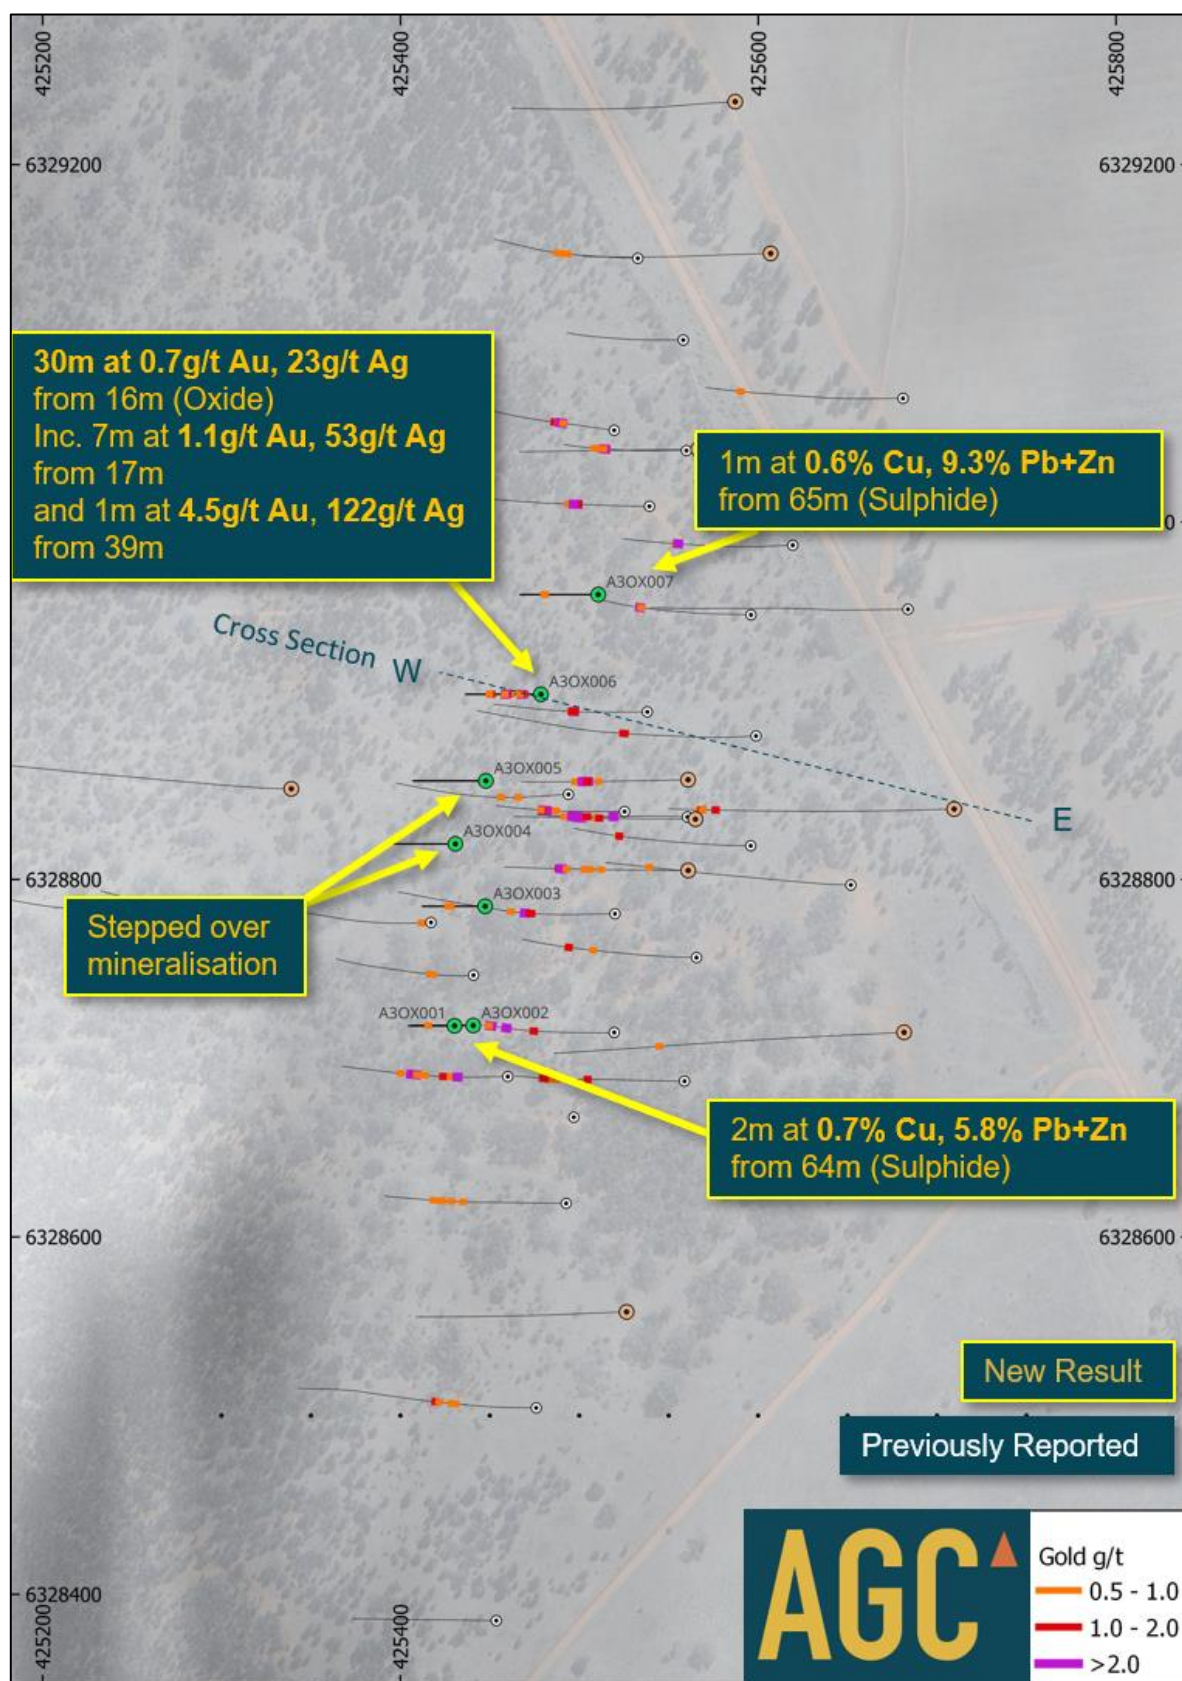 425200
425400
425600
425800
6329200
6329200
30m at 0.7g/t Au, 23g/t Ag
from 16m (Oxide)
Inc. 7m at 1.1g/t Au, 53g/t Ag
from 17m
and 1m at 4.5g/t Au, 122g/t Ag
from 39m
1m at 0.6% Cu, 9.3% Pb+Zn
from 65m (Sulphide)
A3OX007
Cross Section
W
A3OX006
A3OX005
E
A3OX004
6328800
6328800
A3OX003
Stepped over
mineralisation
A3OX001
A3OX002
2m at 0.7% Cu, 5.8% Pb+Zn
from 64m (Sulphide)
6328600
6328600
New Result
Previously Reported
AGC
Gold g/t
0.5 - 1.0
1.0 - 2.0
>2.0
6328400
425200
425400